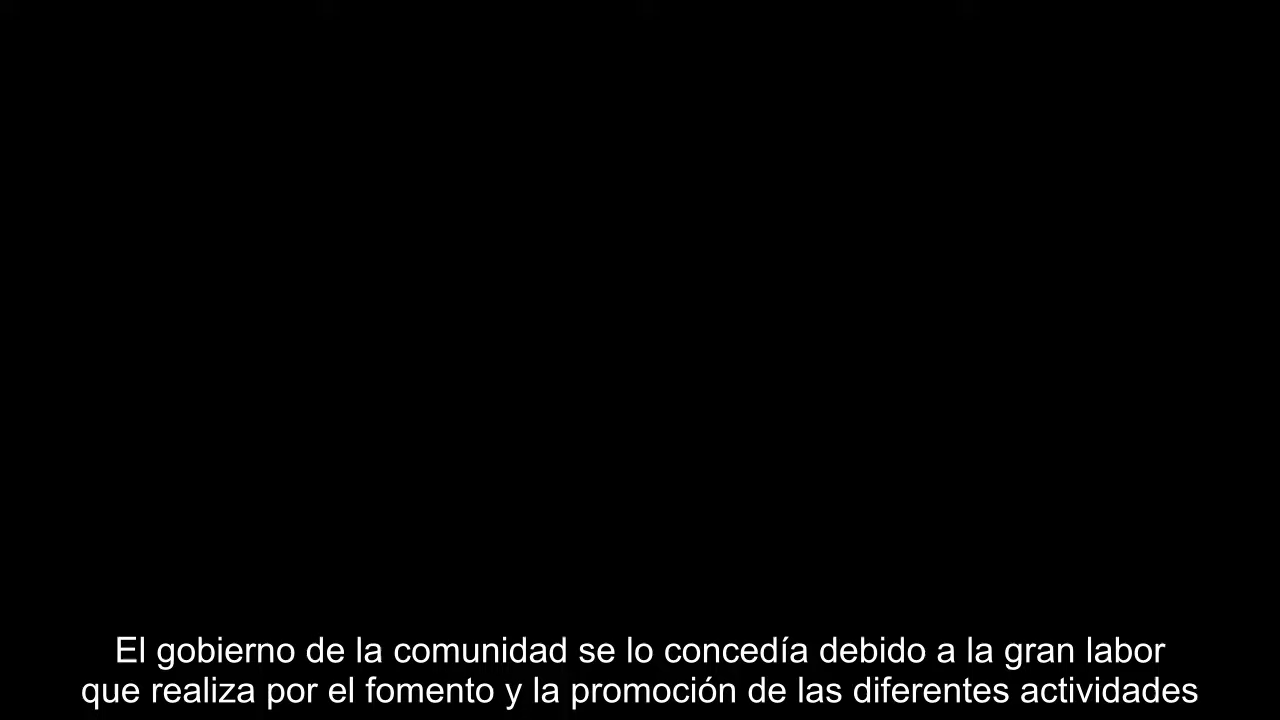 El gobierno de la comunidad se lo concedía debido a la gran labor
que realiza por el fomento y la promoción de las diferentes actividades